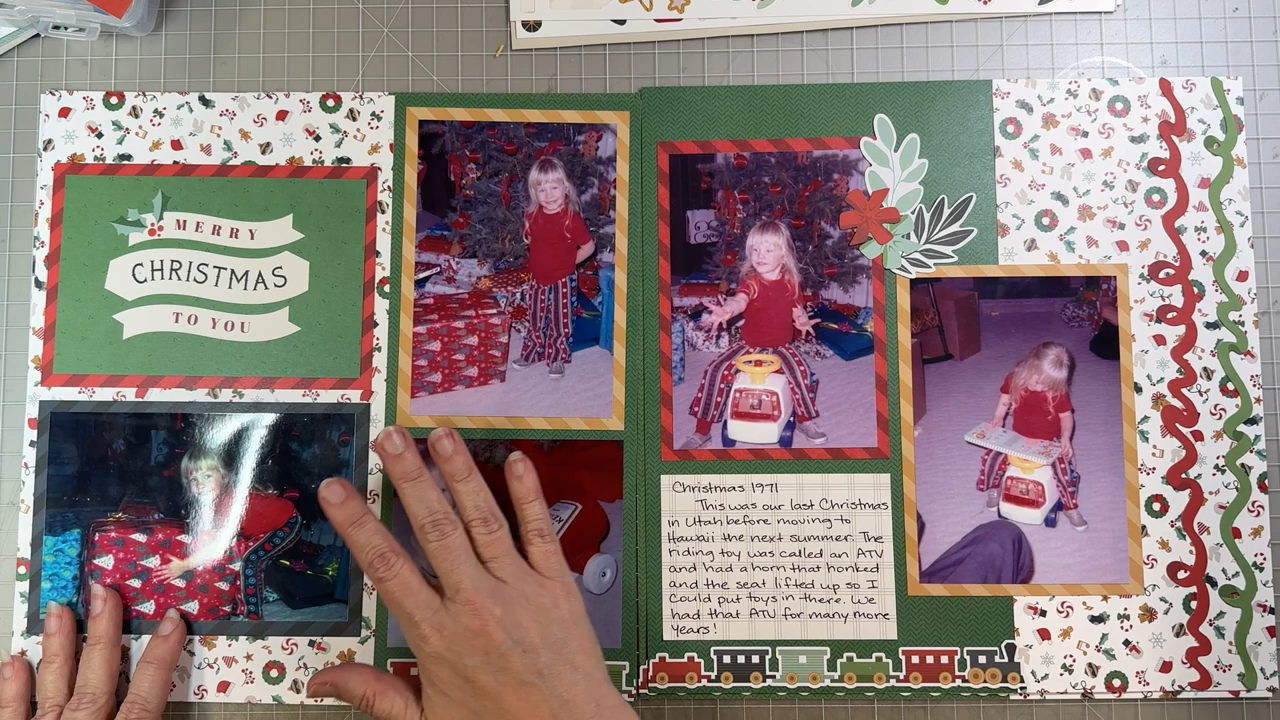 MERRY
CHRISTMAS
TO YOU
Christmas 1971
This was our last Christmas
in Utah before moving to
Hawaii the next summer. The
riding toy was called an ATV
and had a horn that honked
and the seat lifted up so I
could put toys in there. We
had that ATV for many more
years!